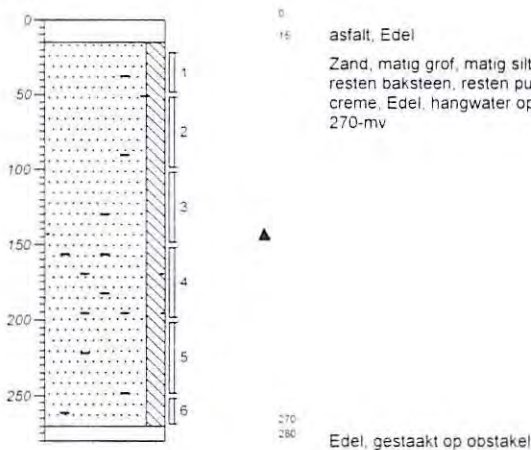 0
0
15
asfalt, Edel
Zand, matig grof, matig silt
resten baksteen, resten pu
creme, Edel, hangwater op
270-mv
1
50
2
100
3
150
4
200
5
250
6
270
280
Edel, gestaakt op obstakel